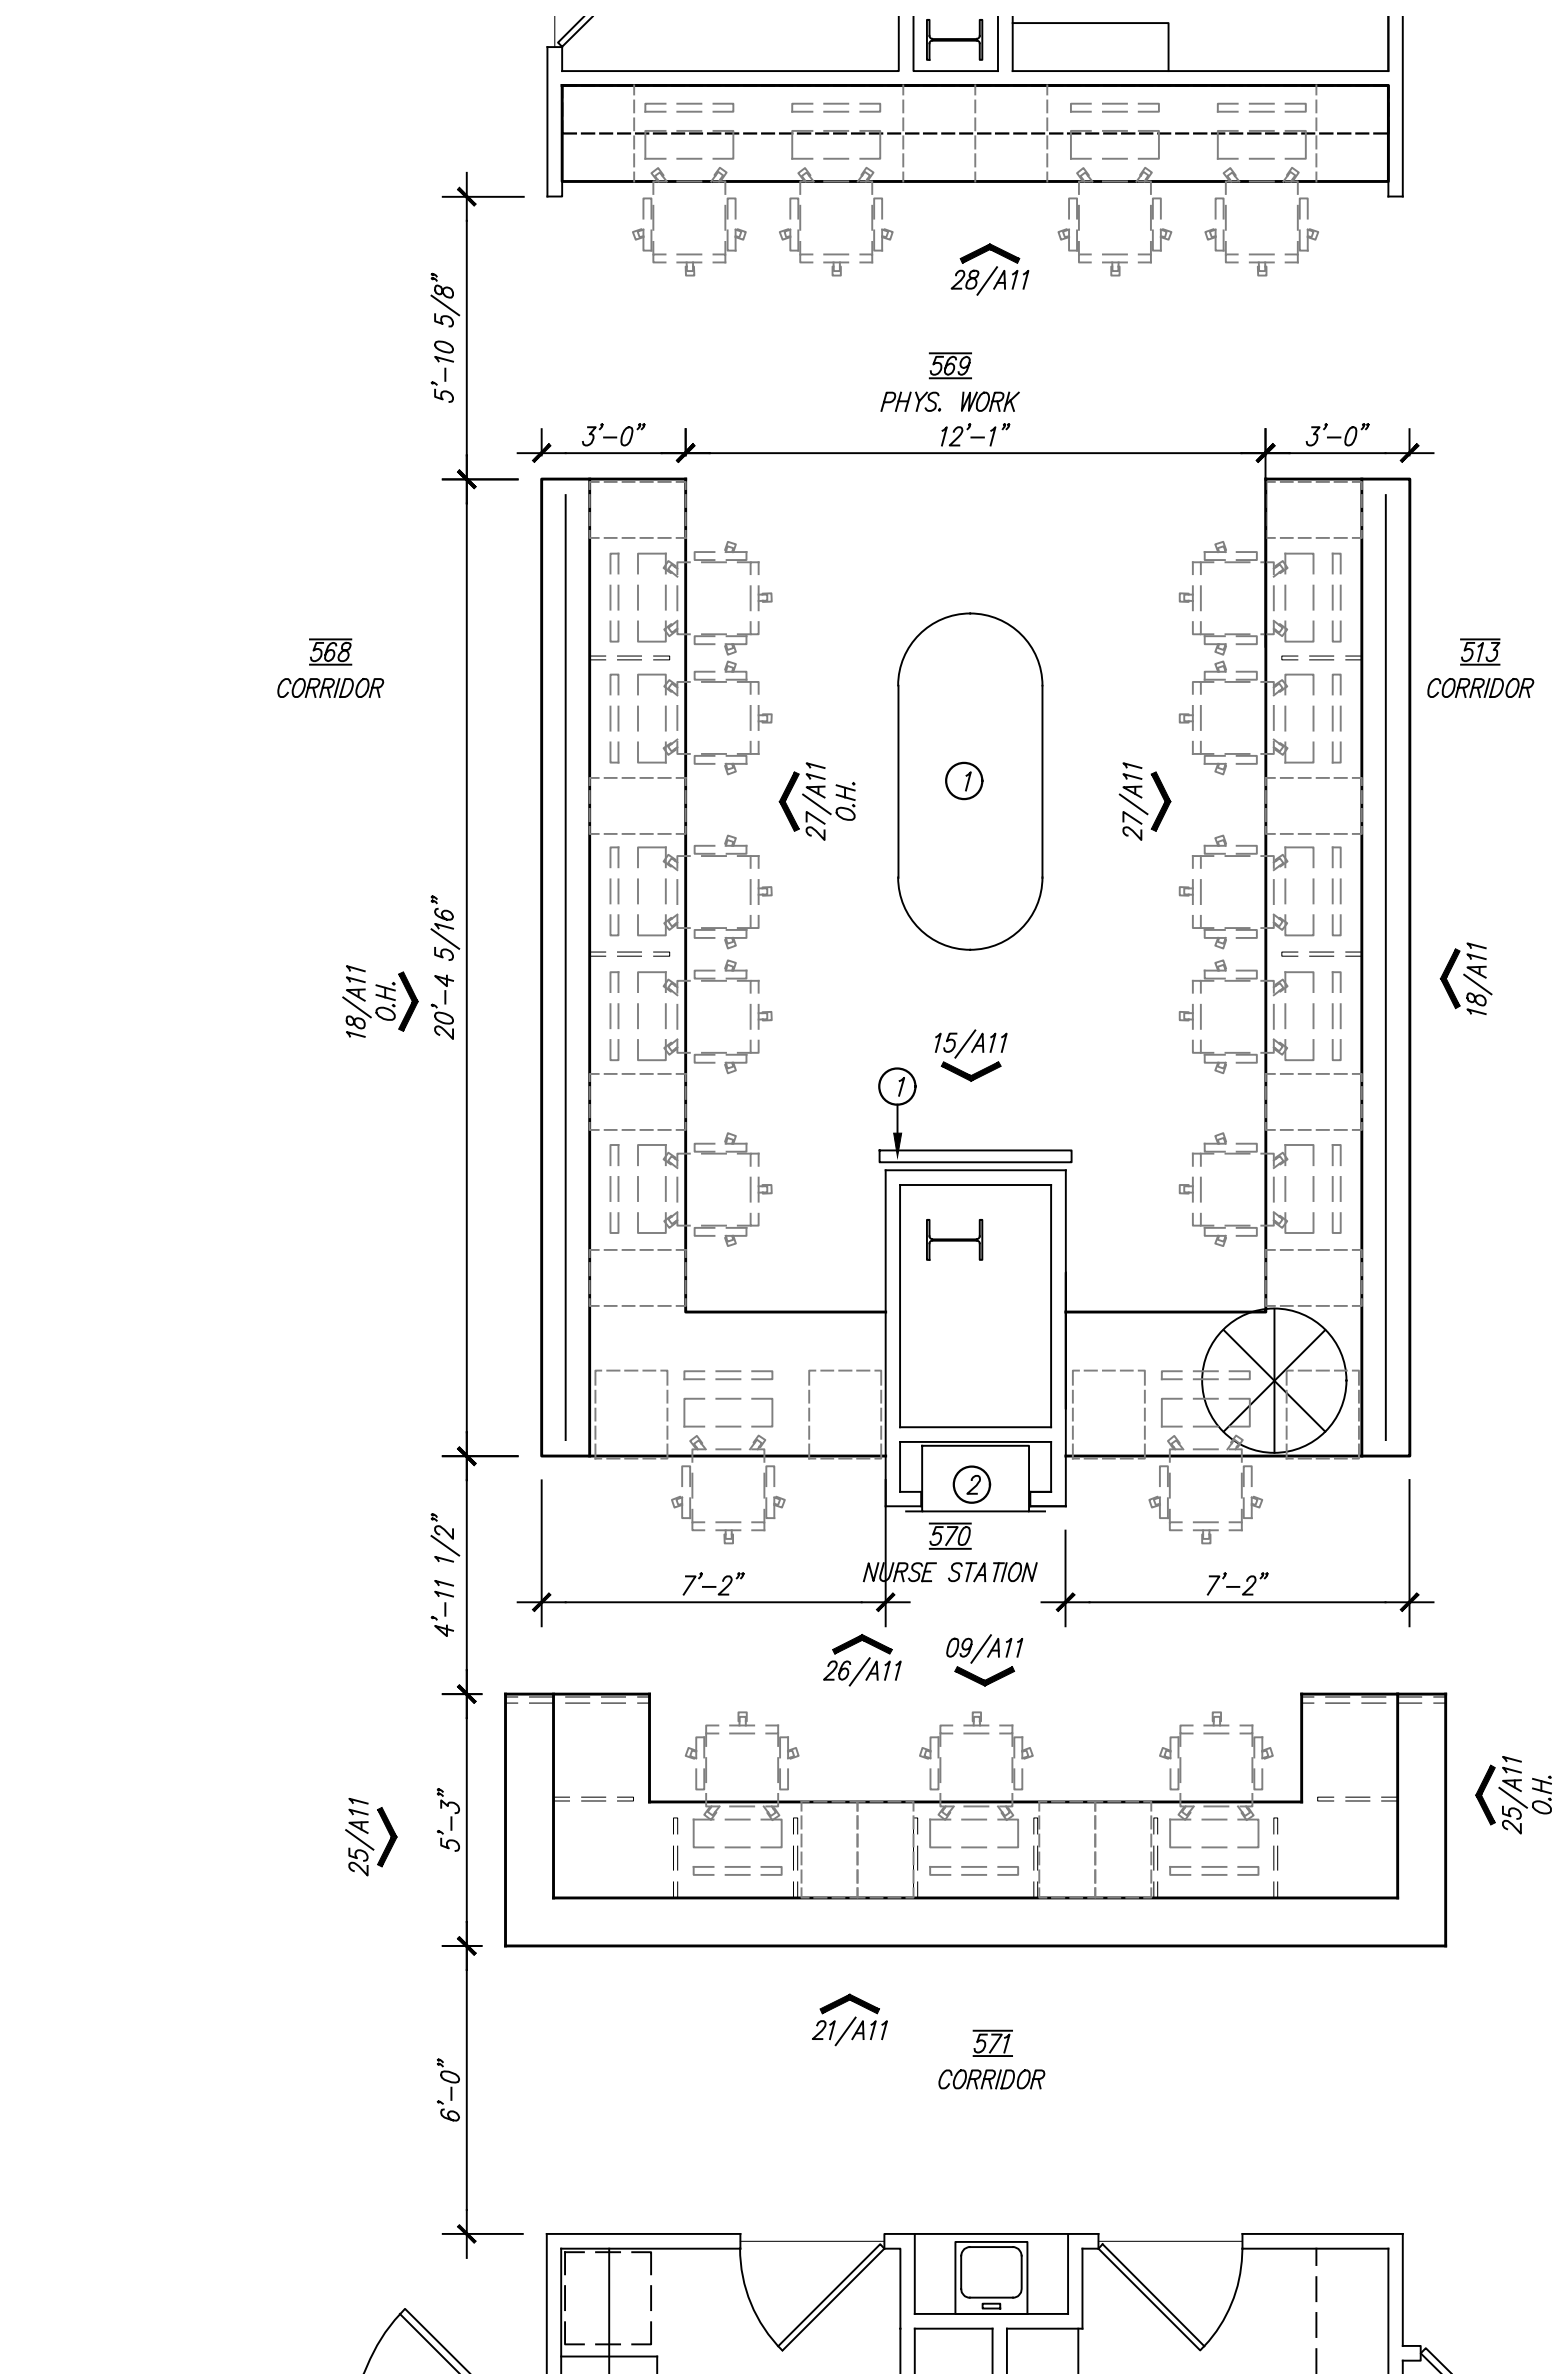 28/A11
5'-10 5/8"
569
PHYS. WORK
3'-0"
12'-1"
3'-0"
568
CORRIDOR
513
CORRIDOR
1
27/A11
O.H.
27/A11
18/A11
O.H.
20'-4 5/16"
18/A11
15/A11
1
2
570
NURSE STATION
4'-11 1/2"
7'-2"
7'-2"
26/A11
09/A11
25/A11
5'-3"
25/A11
O.H.
21/A11
571
CORRIDOR
6'-0"